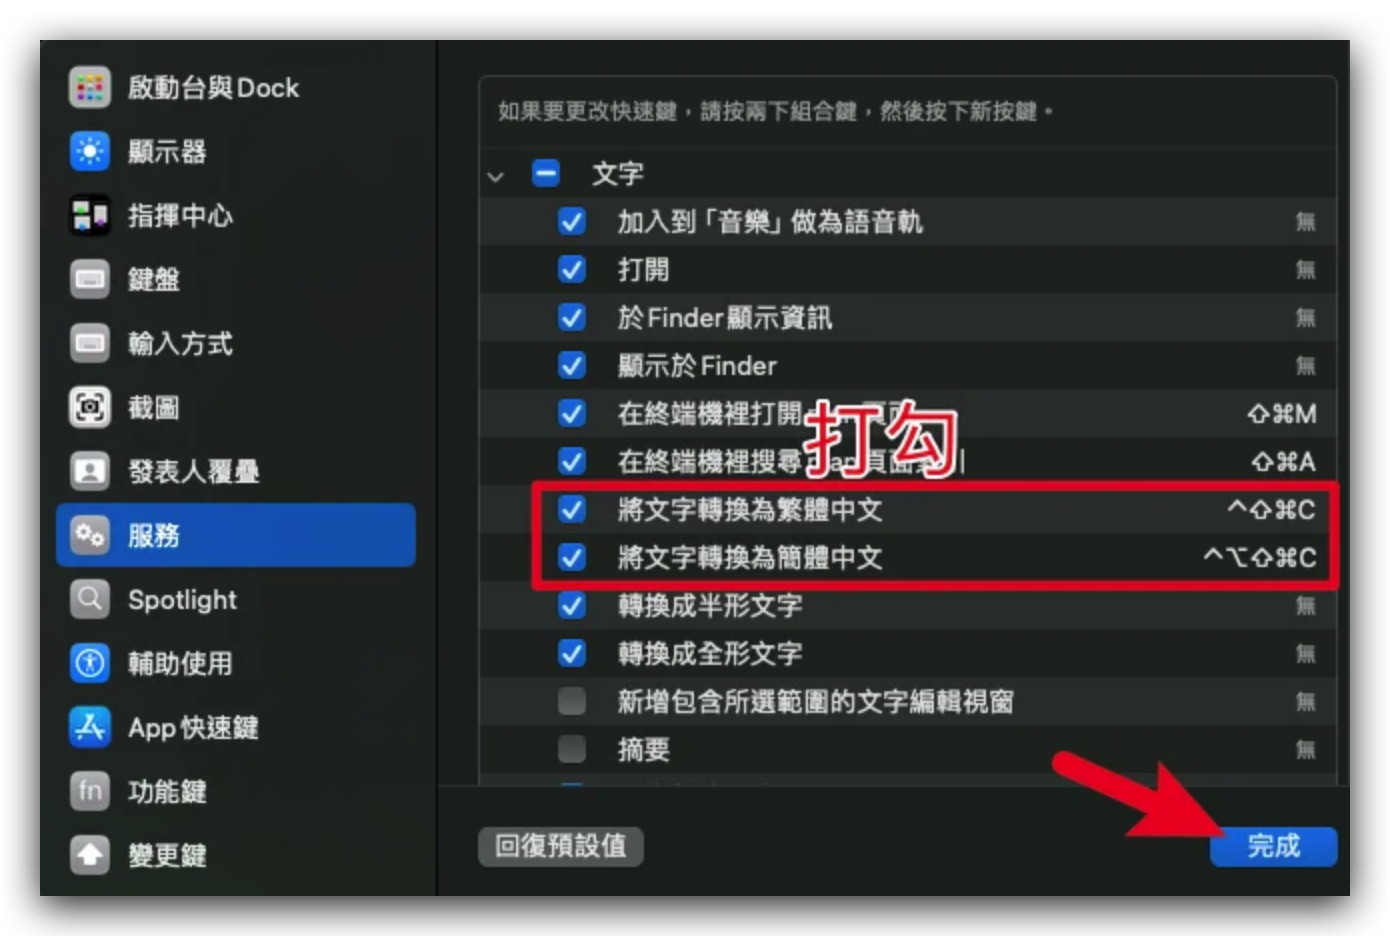 啟動台與Dock
顯示器
指揮中心
鍵盤
輸入方式
截圖
發表人覆疊
服務
Spotlight
輔助使用
App快速鍵
fn 功能鍵
變更鍵
如果要更改快速鍵，請按兩下組合鍵，然後按下新按鍵。
文字
加入到「音樂」做為語音軌 無
打開 無
於Finder顯示資訊 無
顯示於Finder 無
在終端機裡打開 ⇧⌘M
打勾
在終端機裡搜尋 ⇧⌘A
將文字轉換為繁體中文 ^⇧⌘C
將文字轉換為簡體中文 ^⌥⇧⌘C
轉換成半形文字 無
轉換成全形文字 無
新增包含所選範圍的文字編輯視窗 無
摘要 無
回復預設值
完成